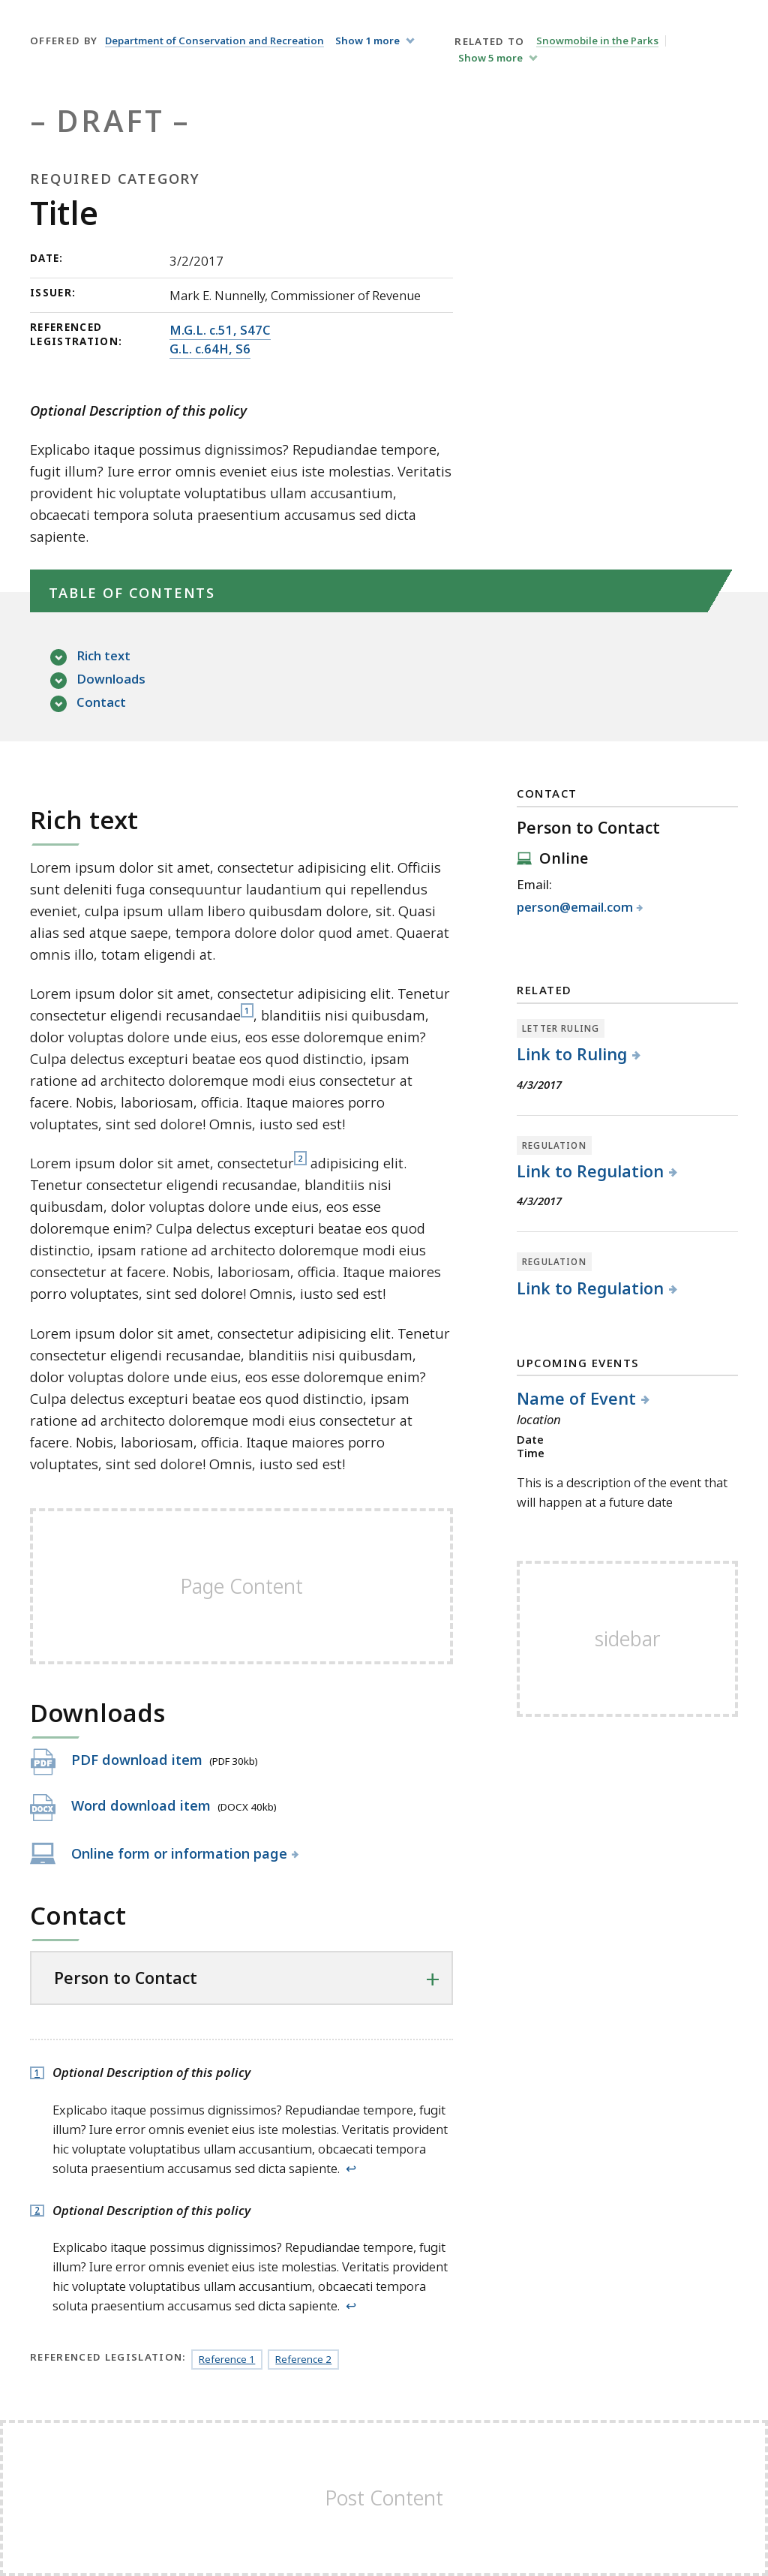 OFFERED BY Department of Conservation and Recreation Show 1 more
RELATED TO Snowmobile in the Parks
Show 5 more
– DRAFT –
REQUIRED CATEGORY
Title
DATE: 3/2/2017
ISSUER: Mark E. Nunnelly, Commissioner of Revenue
REFERENCED LEGISTRATION:
M.G.L. c.51, S47C
G.L. c.64H, S6
Optional Description of this policy
Explicabo itaque possimus dignissimos? Repudiandae tempore,
fugit illum? Iure error omnis eveniet eius iste molestias. Veritatis
provident hic voluptate voluptatibus ullam accusantium,
obcaecati tempora soluta praesentium accusamus sed dicta
sapiente.
TABLE OF CONTENTS
Rich text
Downloads
Contact
Rich text
Lorem ipsum dolor sit amet, consectetur adipisicing elit. Officiis
sunt deleniti fuga consequuntur laudantium qui repellendus
eveniet, culpa ipsum ullam libero quibusdam dolore, sit. Quasi
alias sed atque saepe, tempora dolore dolor quod amet. Quaerat
omnis illo, totam eligendi at.
Lorem ipsum dolor sit amet, consectetur adipisicing elit. Tenetur
consectetur eligendi recusandae1, blanditiis nisi quibusdam,
dolor voluptas dolore unde eius, eos esse doloremque enim?
Culpa delectus excepturi beatae eos quod distinctio, ipsam
ratione ad architecto doloremque modi eius consectetur at
facere. Nobis, laboriosam, officia. Itaque maiores porro
voluptates, sint sed dolore! Omnis, iusto sed est!
Lorem ipsum dolor sit amet, consectetur2 adipisicing elit.
Tenetur consectetur eligendi recusandae, blanditiis nisi
quibusdam, dolor voluptas dolore unde eius, eos esse
doloremque enim? Culpa delectus excepturi beatae eos quod
distinctio, ipsam ratione ad architecto doloremque modi eius
consectetur at facere. Nobis, laboriosam, officia. Itaque maiores
porro voluptates, sint sed dolore! Omnis, iusto sed est!
Lorem ipsum dolor sit amet, consectetur adipisicing elit. Tenetur
consectetur eligendi recusandae, blanditiis nisi quibusdam,
dolor voluptas dolore unde eius, eos esse doloremque enim?
Culpa delectus excepturi beatae eos quod distinctio, ipsam
ratione ad architecto doloremque modi eius consectetur at
facere. Nobis, laboriosam, officia. Itaque maiores porro
voluptates, sint sed dolore! Omnis, iusto sed est!
Page Content
Downloads
PDF PDF download item (PDF 30kb)
DOCX Word download item (DOCX 40kb)
Online form or information page
Contact
Person to Contact +
1 Optional Description of this policy
Explicabo itaque possimus dignissimos? Repudiandae tempore, fugit
illum? Iure error omnis eveniet eius iste molestias. Veritatis provident
hic voluptate voluptatibus ullam accusantium, obcaecati tempora
soluta praesentium accusamus sed dicta sapiente. ↩
2 Optional Description of this policy
Explicabo itaque possimus dignissimos? Repudiandae tempore, fugit
illum? Iure error omnis eveniet eius iste molestias. Veritatis provident
hic voluptate voluptatibus ullam accusantium, obcaecati tempora
soluta praesentium accusamus sed dicta sapiente. ↩
REFERENCED LEGISLATION: Reference 1 Reference 2
CONTACT
Person to Contact
Online
Email:
person@email.com
RELATED
LETTER RULING
Link to Ruling
4/3/2017
REGULATION
Link to Regulation
4/3/2017
REGULATION
Link to Regulation
UPCOMING EVENTS
Name of Event
location
Date
Time
This is a description of the event that
will happen at a future date
sidebar
Post Content